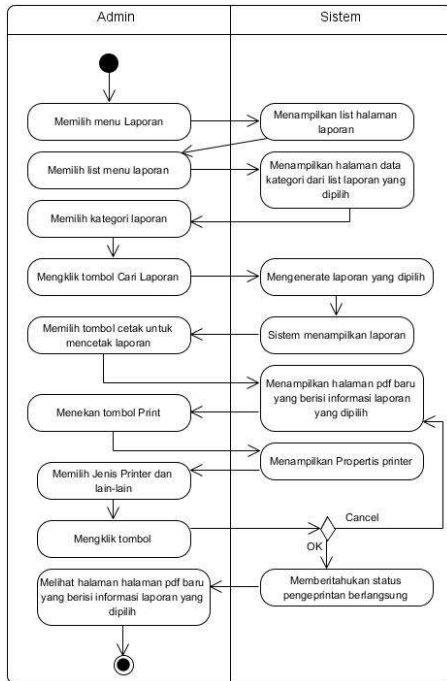 Admin
Sistem
Memilih menu Laporan
Menampilkan list halaman
laporan
Memilih list menu laporan
Menampilkan halaman data
kategori dari list laporan yang
dipilih
Memilih kategori laporan
Mengklik tombol Cari Laporan
Mengenerate laporan yang dipilih
Sistem menampilkan laporan
Memilih tombol cetak untuk
mencetak laporan
Menampilkan halaman pdf baru
yang berisi informasi laporan
yang dipilih
Menekan tombol Print
Menampilkan Propertis printer
Memilih Jenis Printer dan
lain-lain
Mengklik tombol
Cancel
OK
Memberitahukan status
pengeprintan berlangsung
Melihat halaman halaman pdf baru
yang berisi informasi laporan yang
dipilih